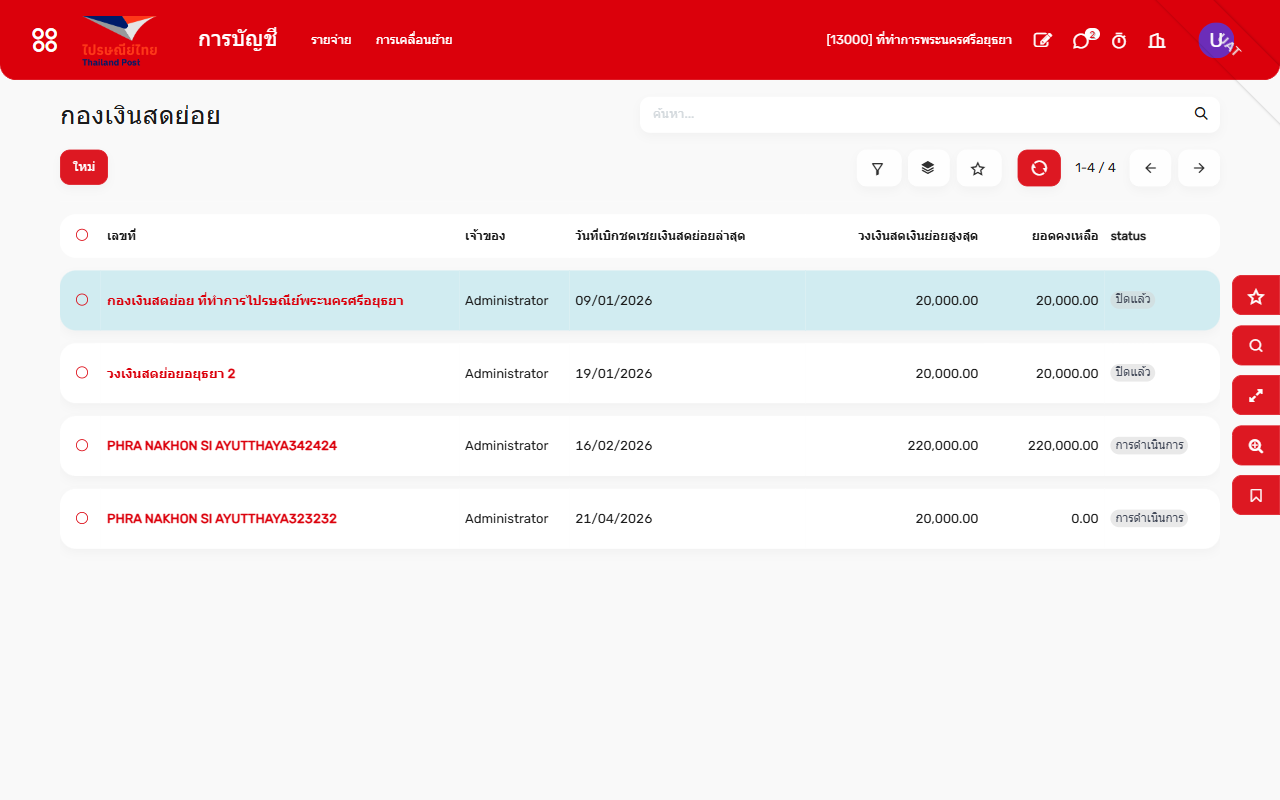 ไปรษณีย์ไทย
Thailand Post
การบัญชี
รายจ่าย
การเคลื่อนย้าย
[13000] ที่ทำการพระนครศรีอยุธยา
2
U
UAT
กองเงินสดย่อย
ค้นหา...
ใหม่
1-4 / 4
เลขที่ เจ้าของ วันที่เบิกชดเชยเงินสดย่อยล่าสุด วงเงินสดเงินย่อยสูงสุด ยอดคงเหลือ status
กองเงินสดย่อย ที่ทำการไปรษณีย์พระนครศรีอยุธยา Administrator 09/01/2026 20,000.00 20,000.00 ปิดแล้ว
วงเงินสดย่อยอยุธยา 2 Administrator 19/01/2026 20,000.00 20,000.00 ปิดแล้ว
PHRA NAKHON SI AYUTTHAYA342424 Administrator 16/02/2026 220,000.00 220,000.00 การดำเนินการ
PHRA NAKHON SI AYUTTHAYA323232 Administrator 21/04/2026 20,000.00 0.00 การดำเนินการ